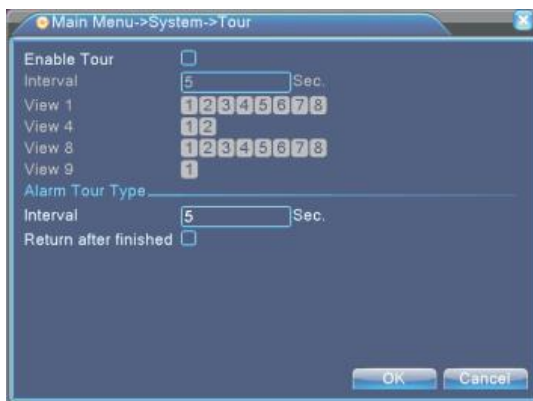 Main Menu->System->Tour
Enable Tour
Interval 5 Sec.
View 1 1 2 3 4 5 6 7 8
View 4 1 2
View 8 1 2 3 4 5 6 7 8
View 9 1
Alarm Tour Type
Interval 5 Sec.
Return after finished
OK Cancel